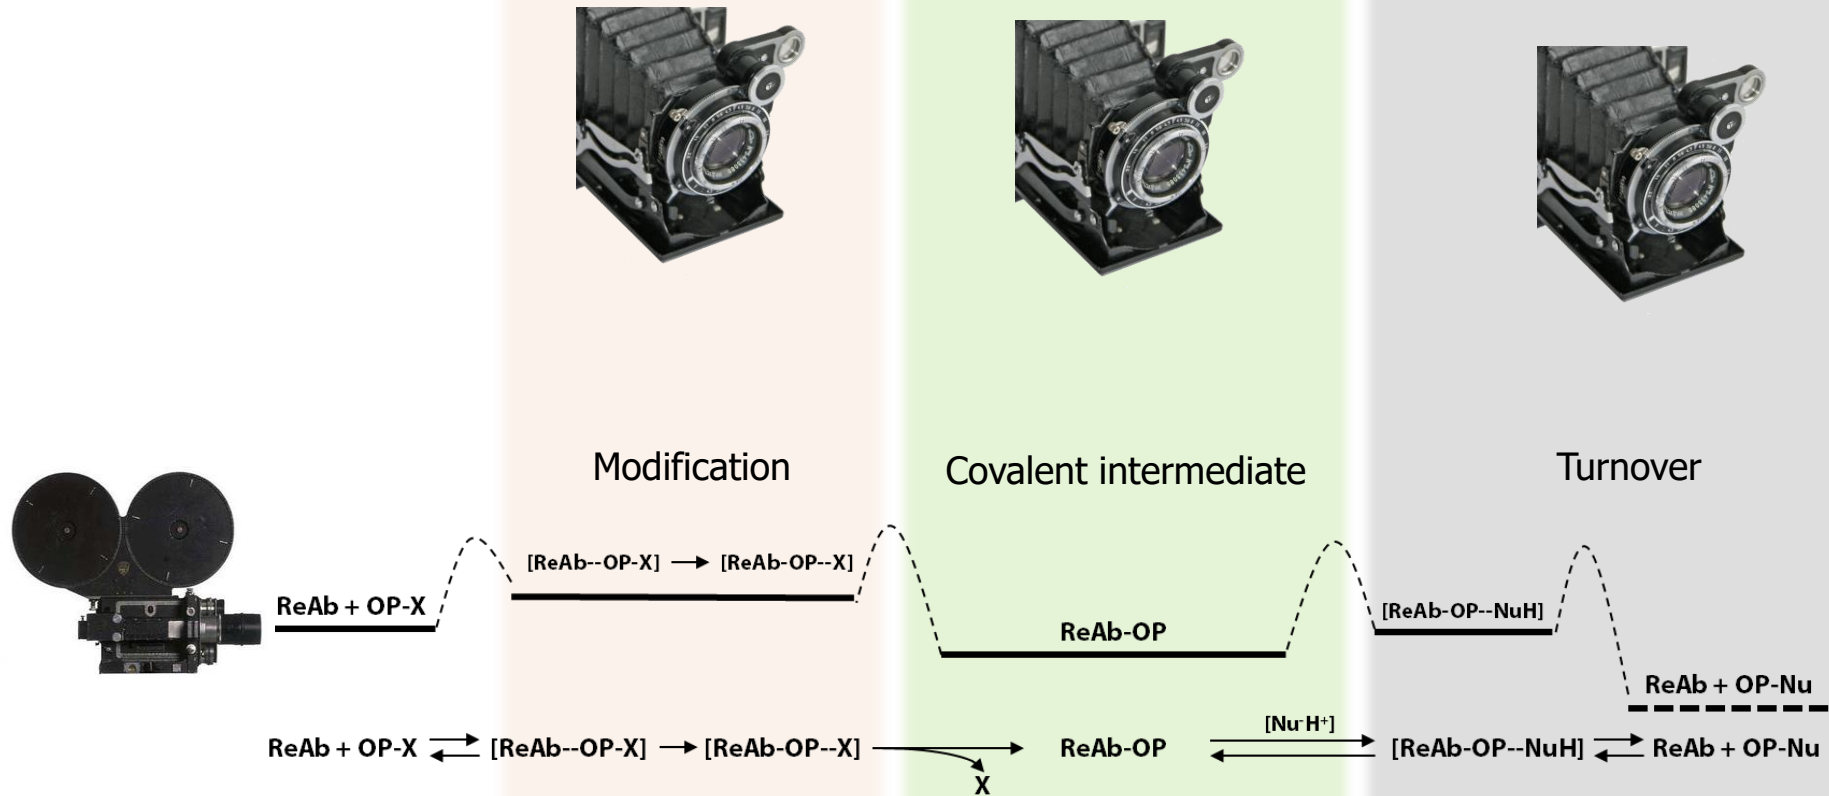 Modification
Covalent intermediate
Turnover
[ReAb--OP-X] → [ReAb-OP--X]
ReAb + OP-X
ReAb-OP
[ReAb-OP--NuH]
ReAb + OP-Nu
[Nu-H+]
ReAb + OP-X ⇌ [ReAb--OP-X] → [ReAb-OP--X] → ReAb-OP ⇌ [ReAb-OP--NuH] ⇌ ReAb + OP-Nu
X